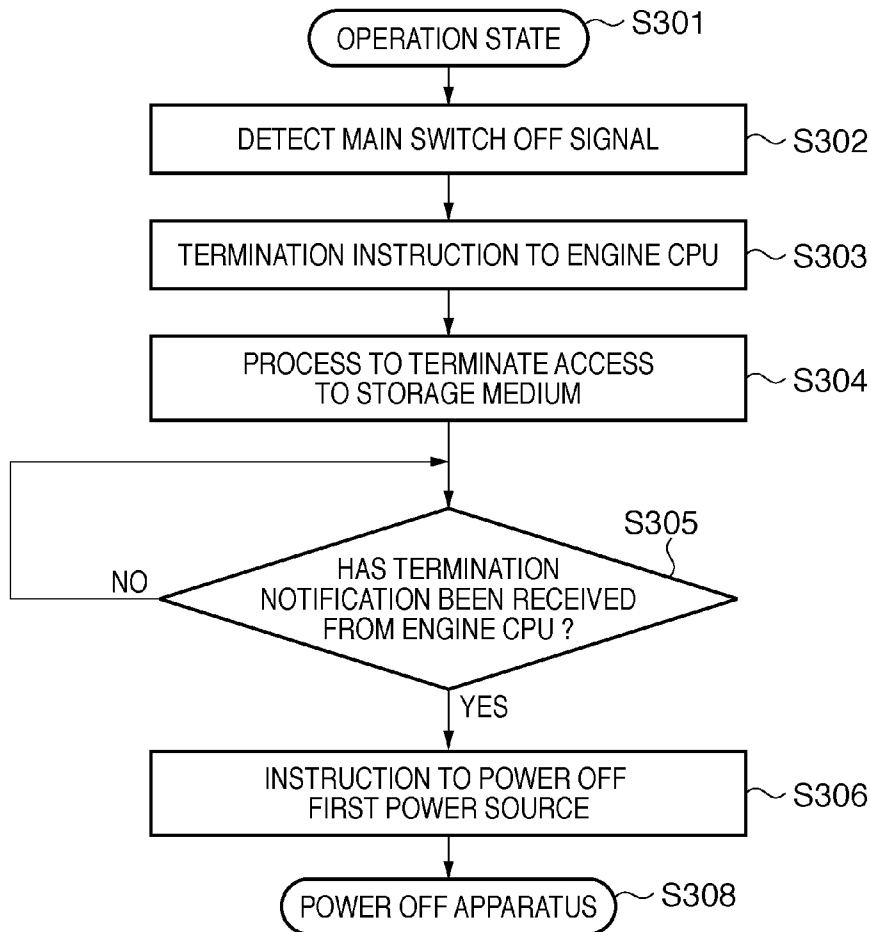 OPERATION STATE
S301
DETECT MAIN SWITCH OFF SIGNAL
S302
TERMINATION INSTRUCTION TO ENGINE CPU
S303
PROCESS TO TERMINATE ACCESS
TO STORAGE MEDIUM
S304
S305
HAS TERMINATION
NOTIFICATION BEEN RECEIVED
FROM ENGINE CPU ?
NO
YES
INSTRUCTION TO POWER OFF
FIRST POWER SOURCE
S306
POWER OFF APPARATUS
S308